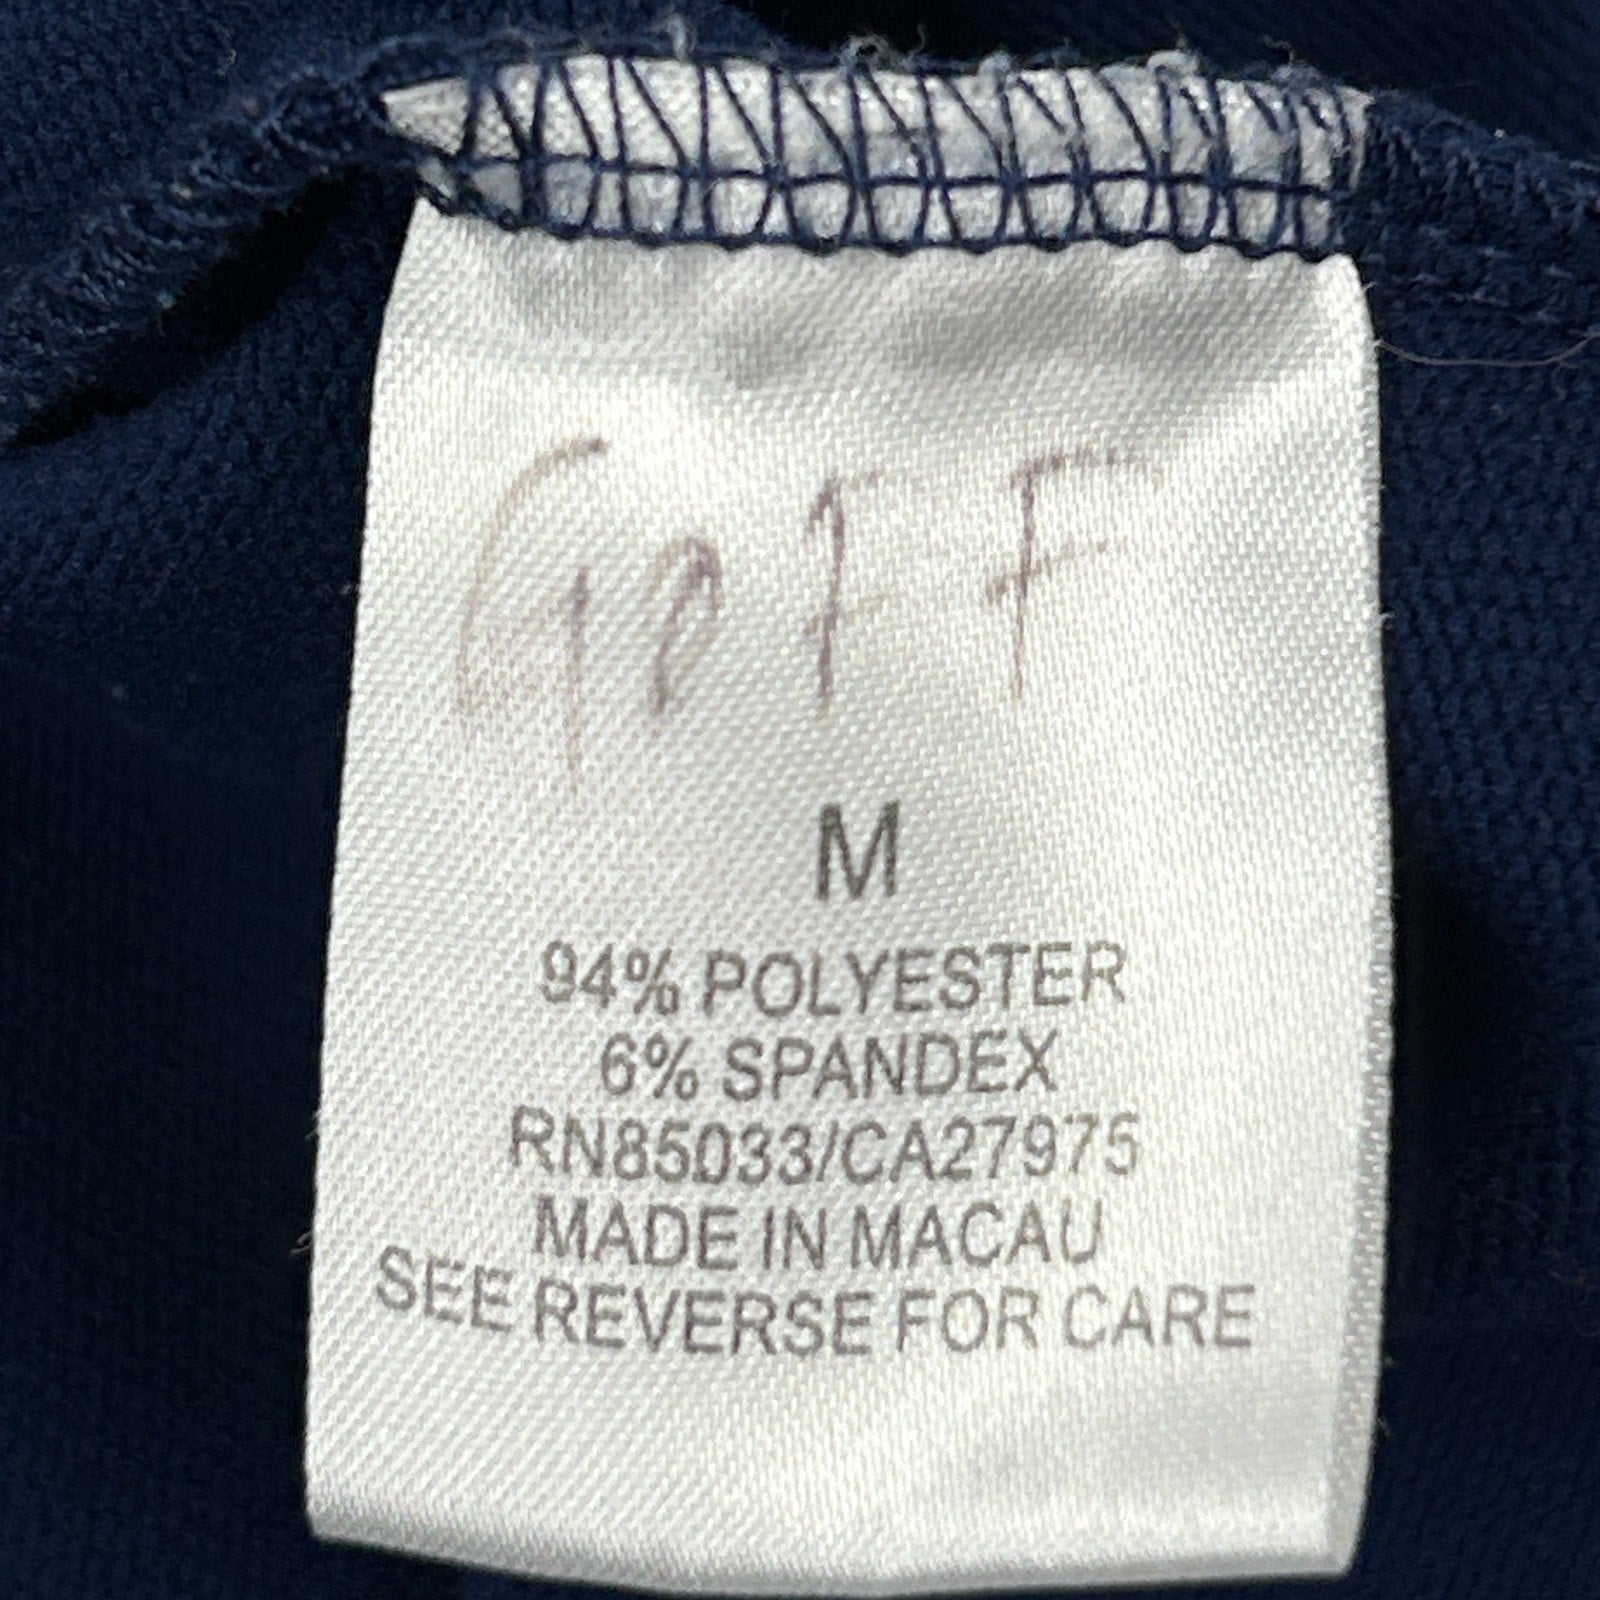 GOFF
M
94% POLYESTER
6% SPANDEX
RN85033/CA27975
MADE IN MACAU
SEE REVERSE FOR CARE